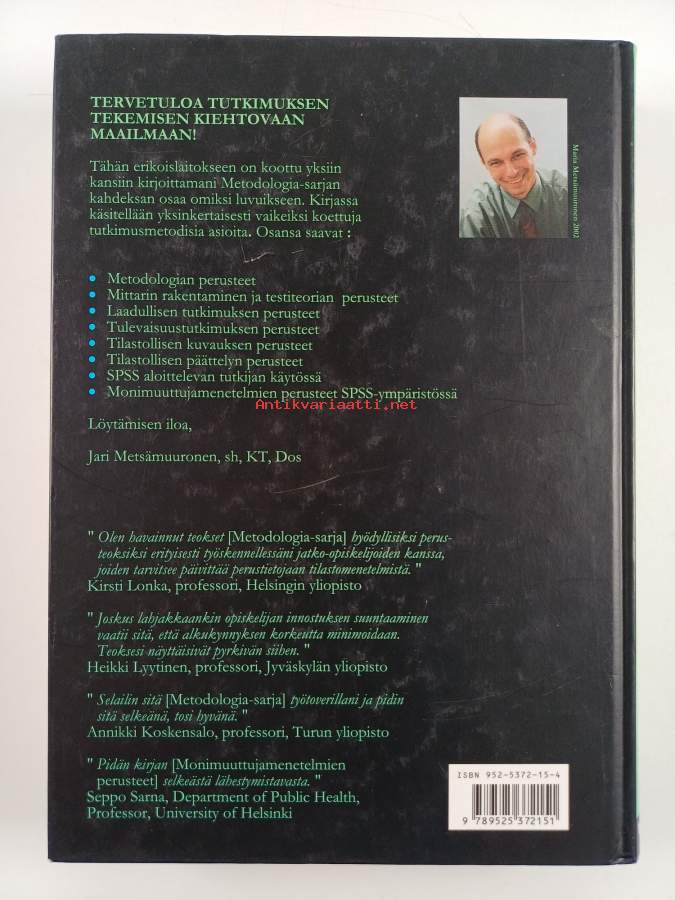 TERVETULOA TUTKIMUKSEN
TEKEMISEN KIEHTOVAAN
MAAILMAAN!
Tähän erikoislaitokseen on koottu yksiin
kansiin kirjoittamani Metodologia-sarjan
kahdeksan osaa omiksi luvuikseen. Kirjassa
käsitellään yksinkertaisesti vaikeiksi koettuja
tutkimusmetodisia asioita. Osansa saavat :
• Metodologian perusteet
• Mittarin rakentaminen ja testiteorian perusteet
• Laadullisen tutkimuksen perusteet
• Tulevaisuustutkimuksen perusteet
• Tilastollisen kuvauksen perusteet
• Tilastollisen päättelyn perusteet
• SPSS aloittelevan tutkijan käytössä
• Monimuuttujamenetelmien perusteet SPSS-ympäristössä
Antikvariaatti.net
Löytämisen iloa,
Jari Metsämuuronen, sh, KT, Dos
Maria Metsämuuronen 2002
" Olen havainnut teokset [Metodologia-sarja] hyödyllisiksi perus-
teoksiksi erityisesti työskennellessäni jatko-opiskelijoiden kanssa,
joiden tarvitsee päivittää perustietojaan tilastomenetelmistä. "
Kirsti Lonka, professori, Helsingin yliopisto
" Joskus lahjakkaankin opiskelijan innostuksen suuntaaminen
vaatii sitä, että alkukynnyksen korkeutta minimoidaan.
Teoksesi näyttäisivät pyrkivän siihen. "
Heikki Lyytinen, professori, Jyväskylän yliopisto
" Selailin sitä [Metodologia-sarja] työtoverillani ja pidin
sitä selkeänä, tosi hyvänä. "
Annikki Koskensalo, professori, Turun yliopisto
" Pidän kirjan [Monimuuttujamenetelmien
perusteet] selkeästä lähestymistavasta. "
Seppo Sarna, Department of Public Health,
Professor, University of Helsinki
ISBN 952-5372-15-4
9 789525 372151